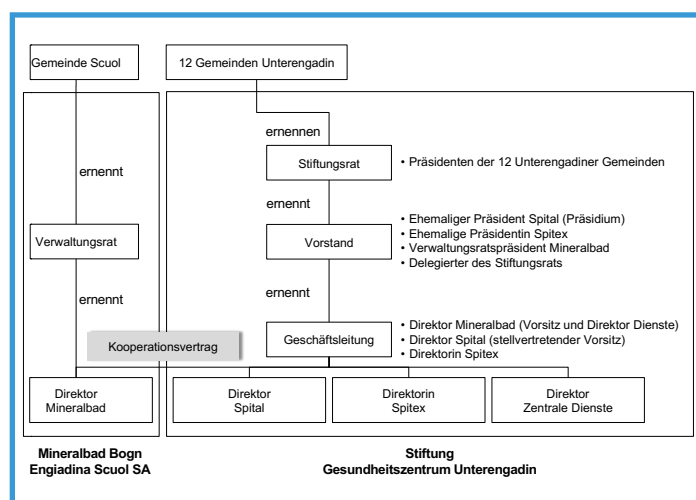 Gemeinde Scuol
12 Gemeinden Unterengadin
ernennen
Stiftungsrat
• Präsidenten der 12 Unterengadiner Gemeinden
ernennt
ernennt
Verwaltungsrat
Vorstand
• Ehemaliger Präsident Spital (Präsidium)
• Ehemalige Präsidentin Spitex
• Verwaltungsratspräsident Mineralbad
• Delegierter des Stiftungsrats
ernennt
ernennt
Kooperationsvertrag
Geschäftsleitung
• Direktor Mineralbad (Vorsitz und Direktor Dienste)
• Direktor Spital (stellvertretender Vorsitz)
• Direktorin Spitex
Direktor
Mineralbad
Direktor
Spital
Direktorin
Spitex
Direktor
Zentrale Dienste
Mineralbad Bogn
Engiadina Scuol SA
Stiftung
Gesundheitszentrum Unterengadin